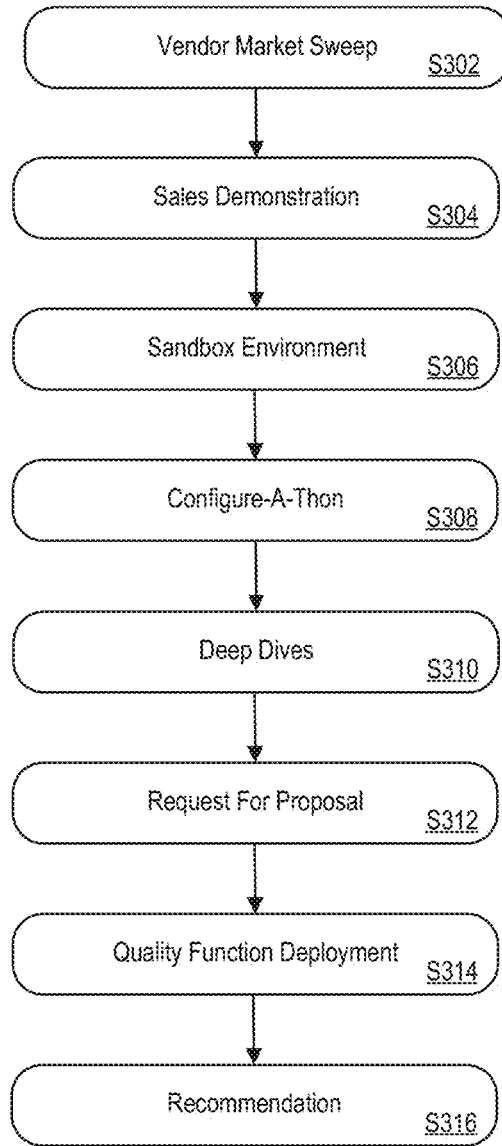 Vendor Market Sweep
S302
Sales Demonstration
S304
Sandbox Environment
S306
Configure-A-Thon
S308
Deep Dives
S310
Request For Proposal
S312
Quality Function Deployment
S314
Recommendation
S316